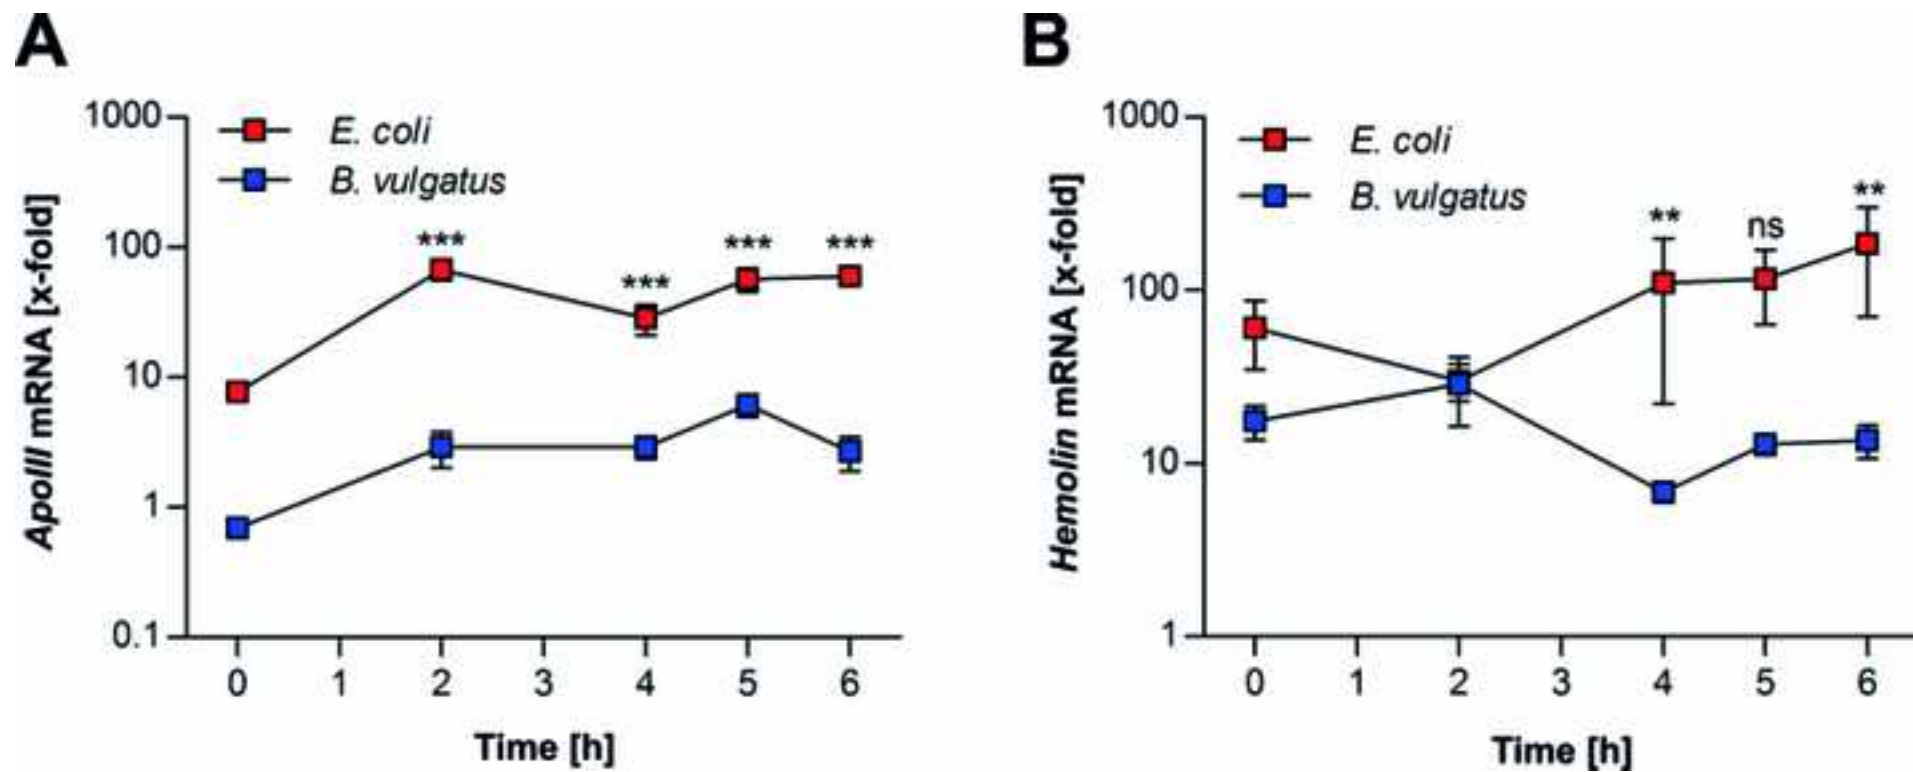 A
ApoIII mRNA [x-fold]
1000
100
10
1
0.1
E. coli
B. vulgatus
***
***
***
***
0 1 2 3 4 5 6
Time [h]
B
Hemolin mRNA [x-fold]
1000
100
10
1
E. coli
B. vulgatus
**
ns
**
0 1 2 3 4 5 6
Time [h]